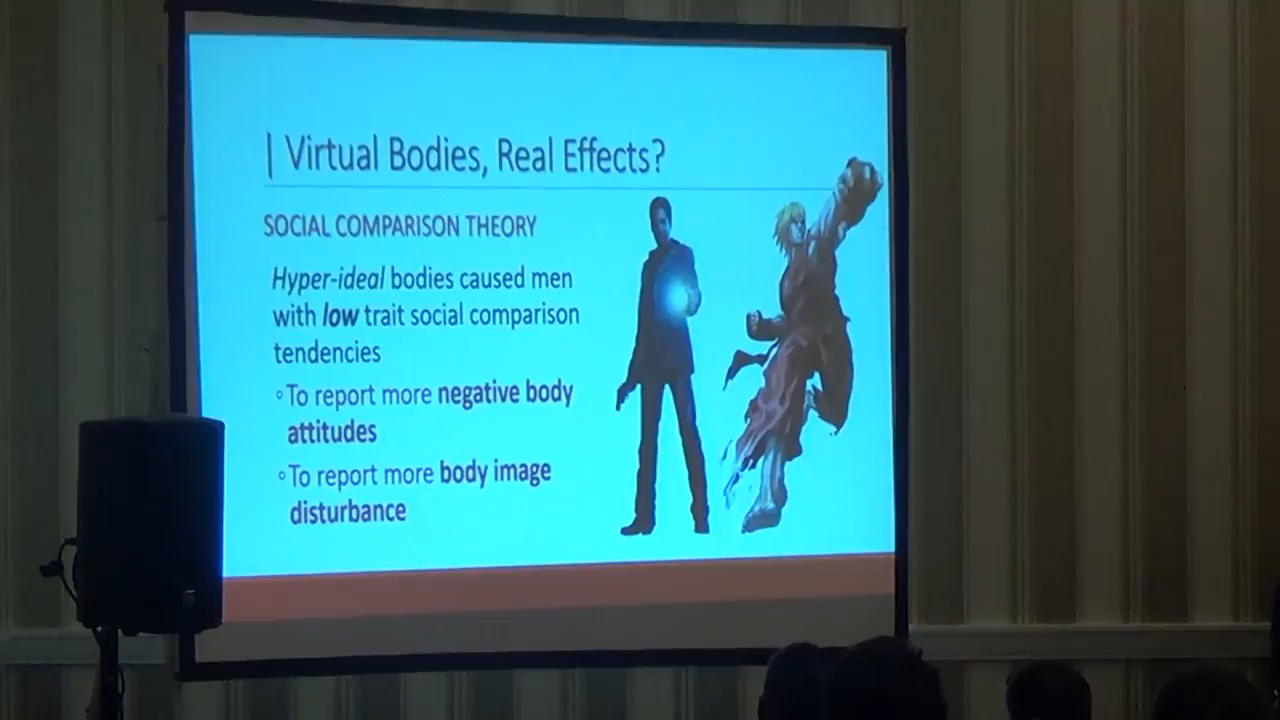 | Virtual Bodies, Real Effects?
SOCIAL COMPARISON THEORY
Hyper-ideal bodies caused men
with low trait social comparison
tendencies
◦To report more negative body
attitudes
◦To report more body image
disturbance